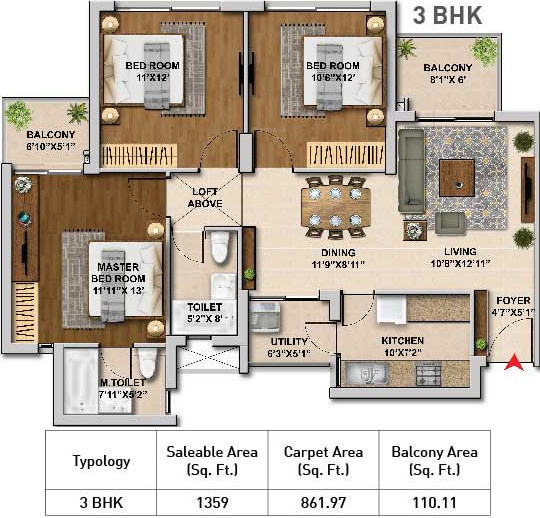 3 BHK
BED ROOM
11'X12'
BED ROOM
10'6"X12'
BALCONY
8'1"X 6'
BALCONY
6'10"X5'1"
LOFT
ABOVE
MASTER
BED ROOM
11'11"X 13'
DINING
11'9"X8'11"
LIVING
10'8"X12'11"
TOILET
5'2"X 8'
FOYER
4'7"X5'1"
UTILITY
6'3"X5'1"
KITCHEN
10'X7'2"
M.TOILET
7'11"X5'2"
Typology Saleable Area (Sq. Ft.) Carpet Area (Sq. Ft.) Balcony Area (Sq. Ft.)
3 BHK 1359 861.97 110.11